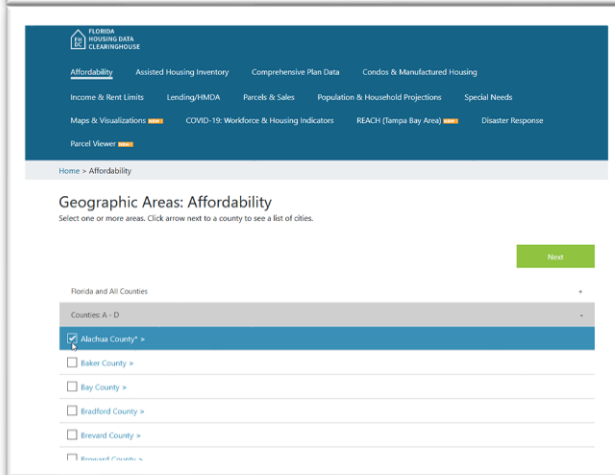 FLORIDA
HOUSING DATA
CLEARINGHOUSE
FH
DC
Affordability Assisted Housing Inventory Comprehensive Plan Data Condos & Manufactured Housing
Income & Rent Limits Lending/HMDA Parcels & Sales Population & Household Projections Special Needs
Maps & Visualizations NEW! COVID-19: Workforce & Housing Indicators REACH (Tampa Bay Area) NEW! Disaster Response
Parcel Viewer NEW!
Home > Affordability
Geographic Areas: Affordability
Select one or more areas. Click arrow next to a county to see a list of cities.
Next
Florida and All Counties +
Counties: A - D -
Alachua County* »
Baker County »
Bay County »
Bradford County »
Brevard County »
Broward County »